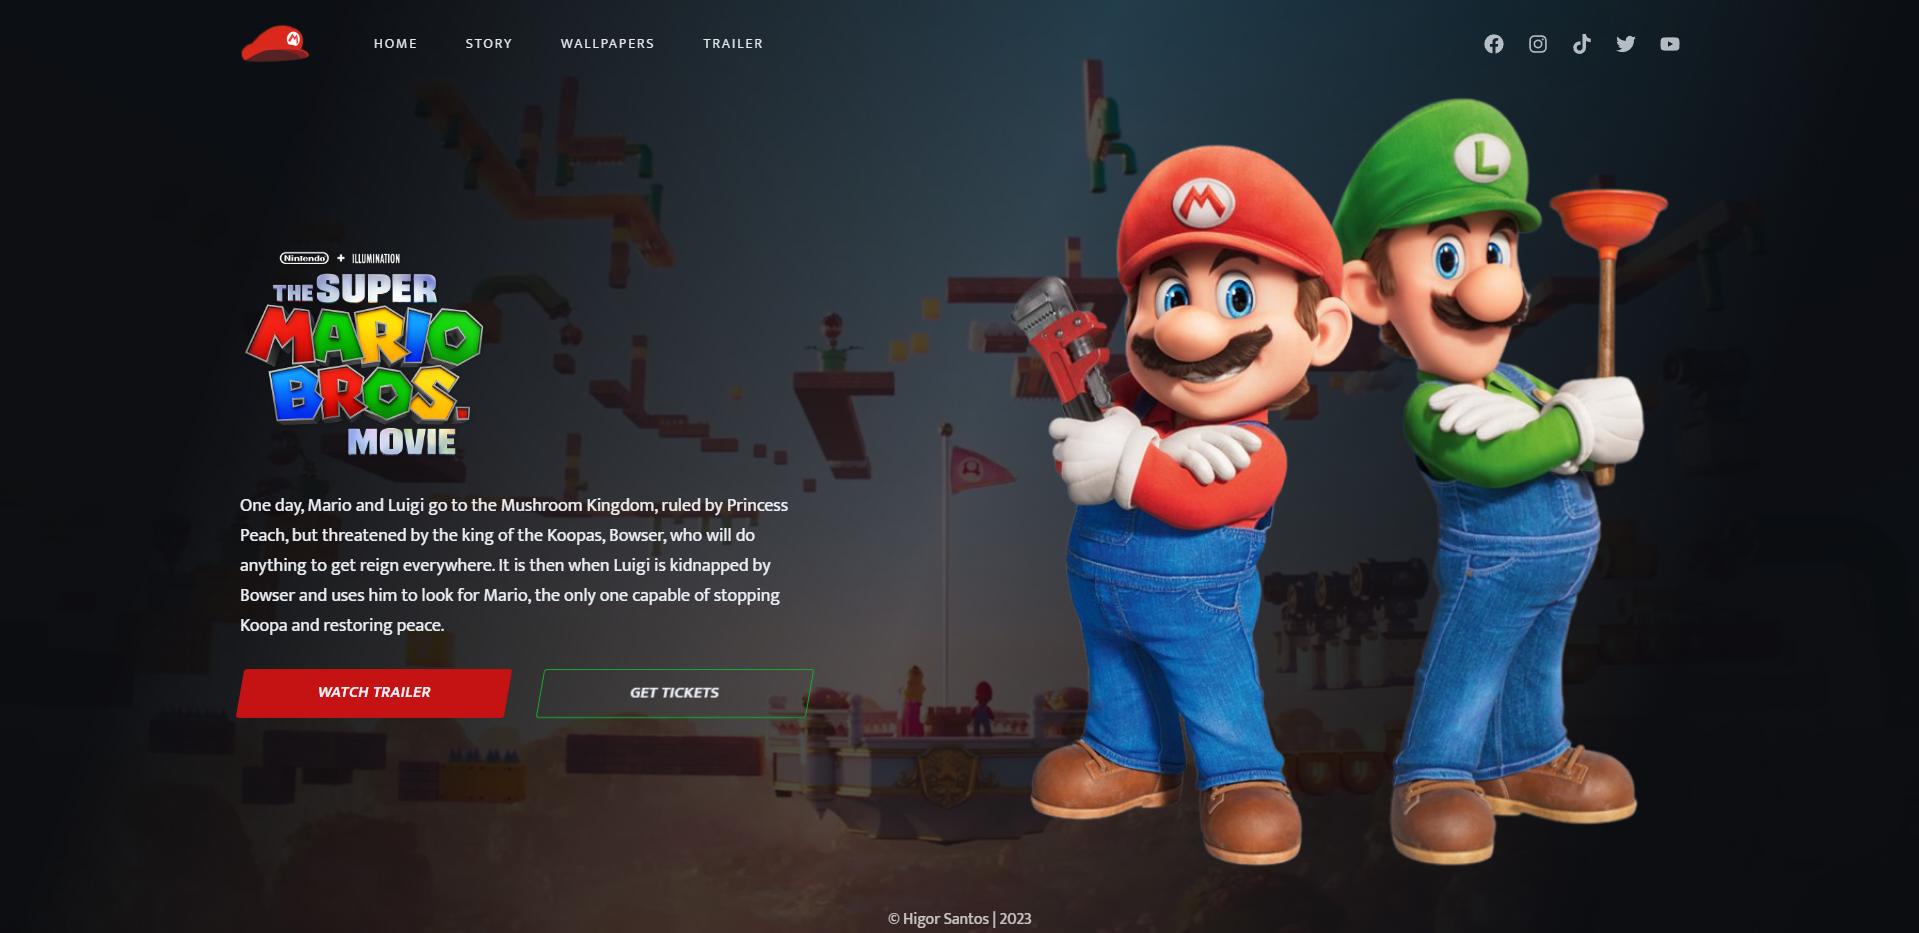 M
HOME
STORY
WALLPAPERS
TRAILER
Nintendo + ILLUMINATION
THE SUPER
MARIO
BROS.
MOVIE
M
L
One day, Mario and Luigi go to the Mushroom Kingdom, ruled by Princess
Peach, but threatened by the king of the Koopas, Bowser, who will do
anything to get reign everywhere. It is then when Luigi is kidnapped by
Bowser and uses him to look for Mario, the only one capable of stopping
Koopa and restoring peace.
WATCH TRAILER
GET TICKETS
© Higor Santos | 2023